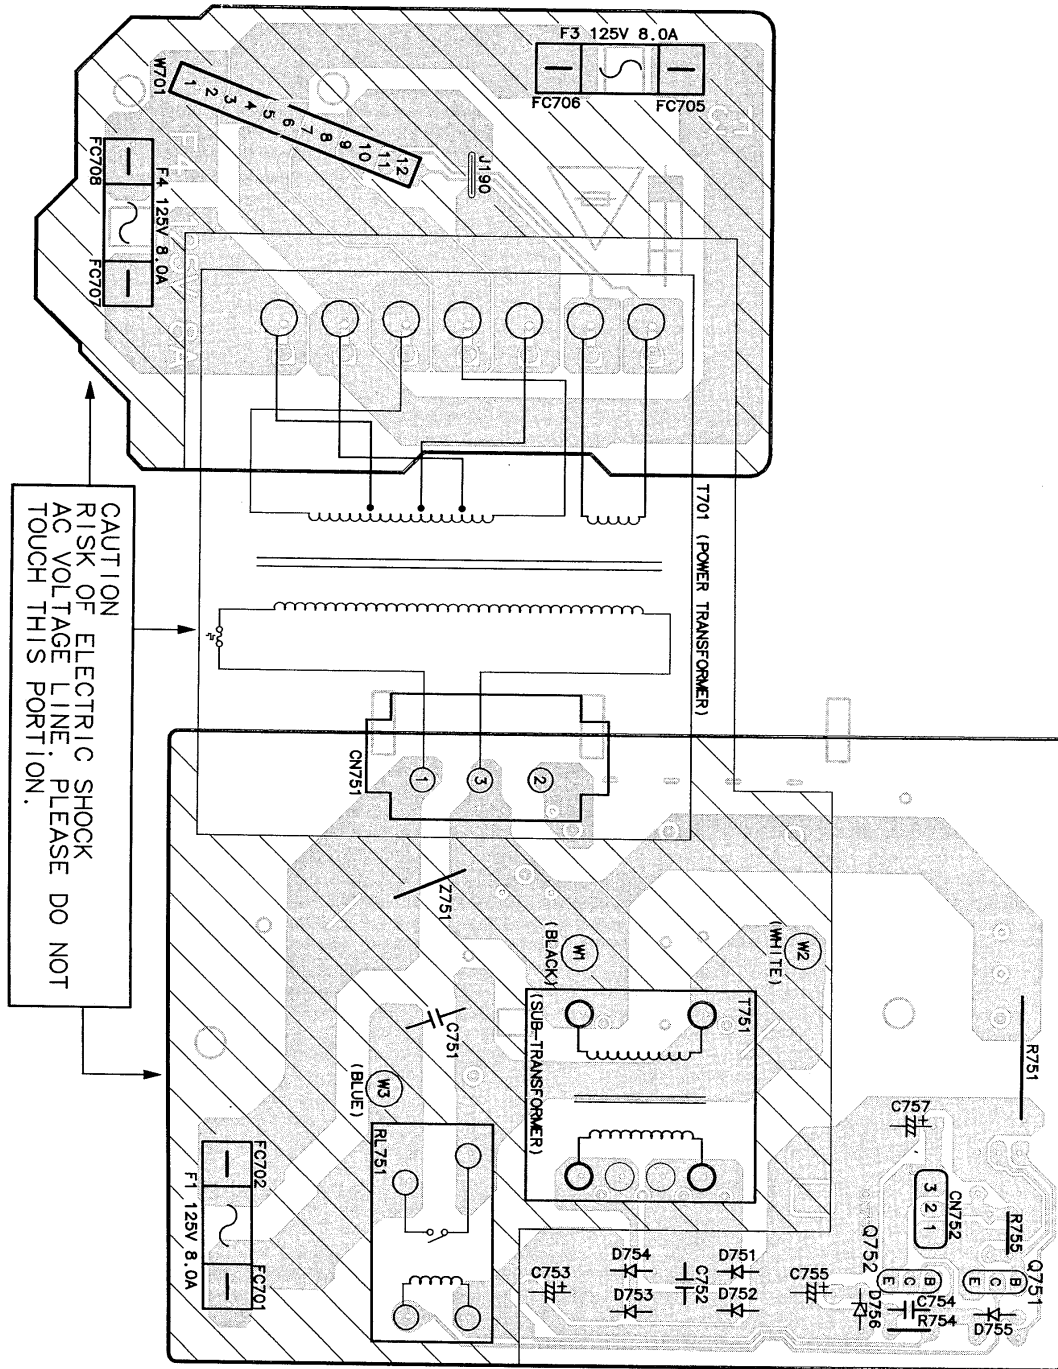 F3 125V 8.0A
FC706
FC705
W701
1 2 3 4 5 6 7 8 9 10 11 12
J190
FC708
F4 125V 8.0A
FC707
T701 (POWER TRANSFORMER)
CAUTION
RISK OF ELECTRIC SHOCK
AC VOLTAGE LINE. PLEASE DO NOT
TOUCH THIS PORTION.
CN751
1
3
2
Z751
W1
(BLACK)
W2
(WHITE)
C751
W3
(BLUE)
T751
(SUB-TRANSFORMER)
R751
C757
RL751
FC702
F1 125V 8.0A
FC701
CN752
3 2 1
R755
Q752
E C B
Q751
E C B
D754
D753
C753
C752
D751
D752
C755
D756
C754
R754
D755